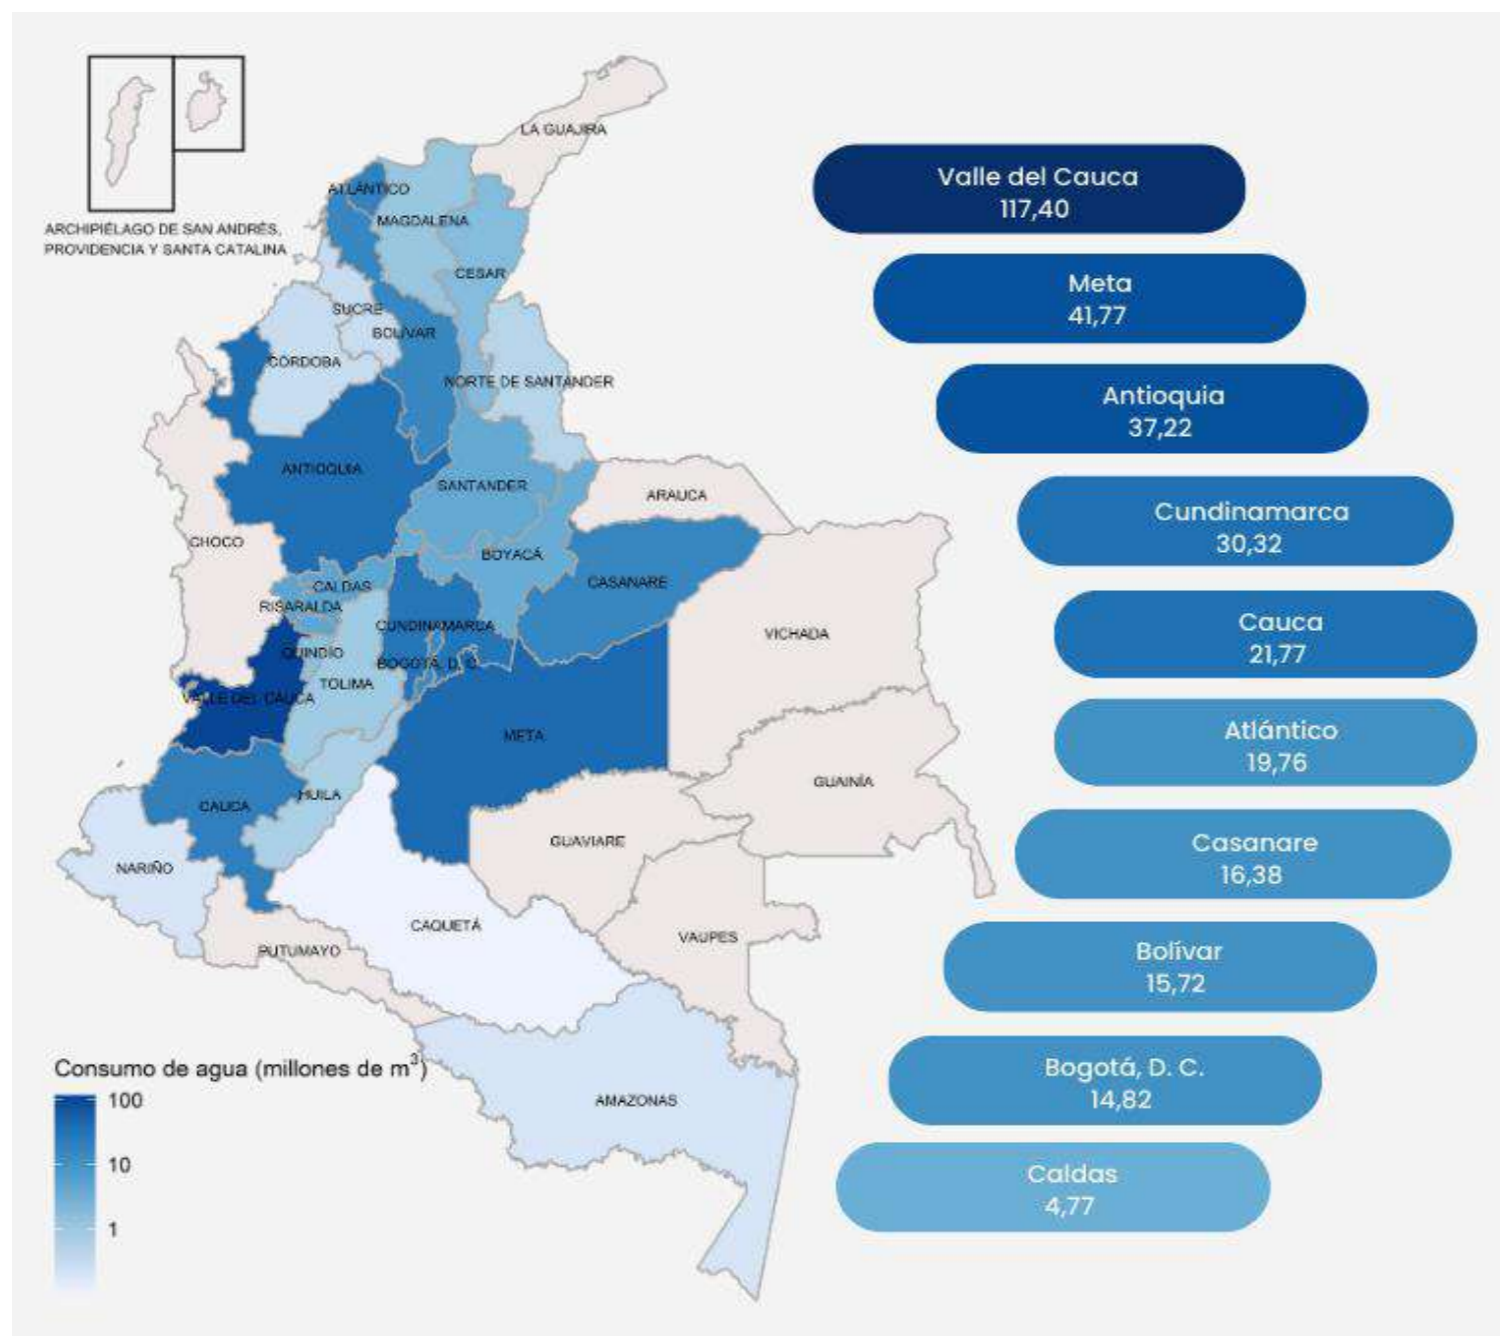 LA GUAJIRA
ATLÁNTICO
MAGDALENA
ARCHIPIÉLAGO DE SAN ANDRÉS,
PROVIDENCIA Y SANTA CATALINA
CESAR
SUCRE
BOLÍVAR
CÓRDOBA
NORTE DE SANTANDER
ANTIOQUIA
SANTANDER
ARAUCA
CHOCO
BOYACÁ
CASANARE
CALDAS
RISARALDA
CUNDINAMARCA
VICHADA
QUINDÍO
BOGOTÁ, D. C.
TOLIMA
VALLE DEL CAUCA
META
GUAINÍA
HUILA
CAUCA
GUAVIARE
NARIÑO
CAQUETÁ
VAUPES
PUTUMAYO
AMAZONAS
Consumo de agua (millones de m³)
100
10
1
Valle del Cauca
117,40
Meta
41,77
Antioquia
37,22
Cundinamarca
30,32
Cauca
21,77
Atlántico
19,76
Casanare
16,38
Bolívar
15,72
Bogotá, D. C.
14,82
Caldas
4,77